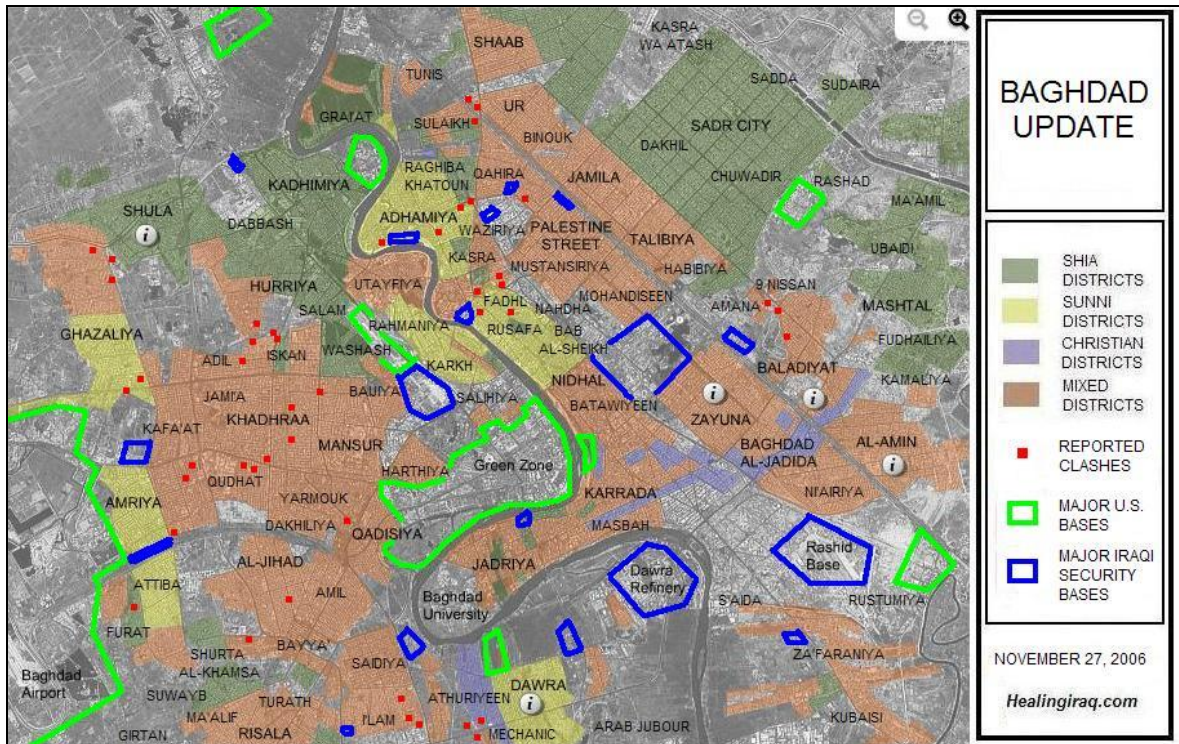 SHAAB
KASRA
WA ATASH
TUNIS
SADDA
SUDAIRA
UR
GRAI'AT
SULAIKH
SADR CITY
BINOUK
DAKHIL
RAGHIBA
KHATOUN
QAHIRA
JAMILA
CHUWADIR
RASHAD
KADHIMIYA
MA'AMIL
SHULA
DABBASH
ADHAMIYA
WAZIRIYA
PALESTINE
STREET
TALIBIYA
UBAIDI
KASRA
MUSTANSIRIYA
HABIBIYA
HURRIYA
UTAYFIYA
9 NISSAN
MOHANDISEEN
FADHL
NAHDHA
AMANA
MASHTAL
SALAM
RAHMANIYA
RUSAFA
BAB
AL-SHEIKH
GHAZALIYA
WASHASH
FUDHAILIYA
ADIL
ISKAN
KARKH
BALADIYAT
NIDHAL
KAMALIYA
JAMI'A
BAUIYA
SALIHIYA
BATAWIYEEN
KHADHRAA
ZAYUNA
KAFA'AT
MANSUR
BAGHDAD
AL-JADIDA
AL-AMIN
HARTHIYA
Green Zone
QUDHAT
KARRADA
AMRIYA
YARMOUK
NI'AIRIYA
DAKHILIYA
QADISIYA
MASBAH
AL-JIHAD
JADRIYA
Rashid
Base
ATTIBA
Dawra
Refinery
AMIL
Baghdad
University
S'AIDA
RUSTUMIYA
FURAT
BAYYA'
SHURTA
AL-KHAMSA
SAIDIYA
ZA'FARANIYA
Baghdad
Airport
SUWAYB
TURATH
ATHURIYEEN
DAWRA
MA'ALIF
I'LAM
KUBAISI
GIRTAN
RISALA
MECHANIC
ARAB JUBOUR
BAGHDAD
UPDATE
SHIA
DISTRICTS
SUNNI
DISTRICTS
CHRISTIAN
DISTRICTS
MIXED
DISTRICTS
REPORTED
CLASHES
MAJOR U.S.
BASES
MAJOR IRAQI
SECURITY
BASES
NOVEMBER 27, 2006
Healingiraq.com